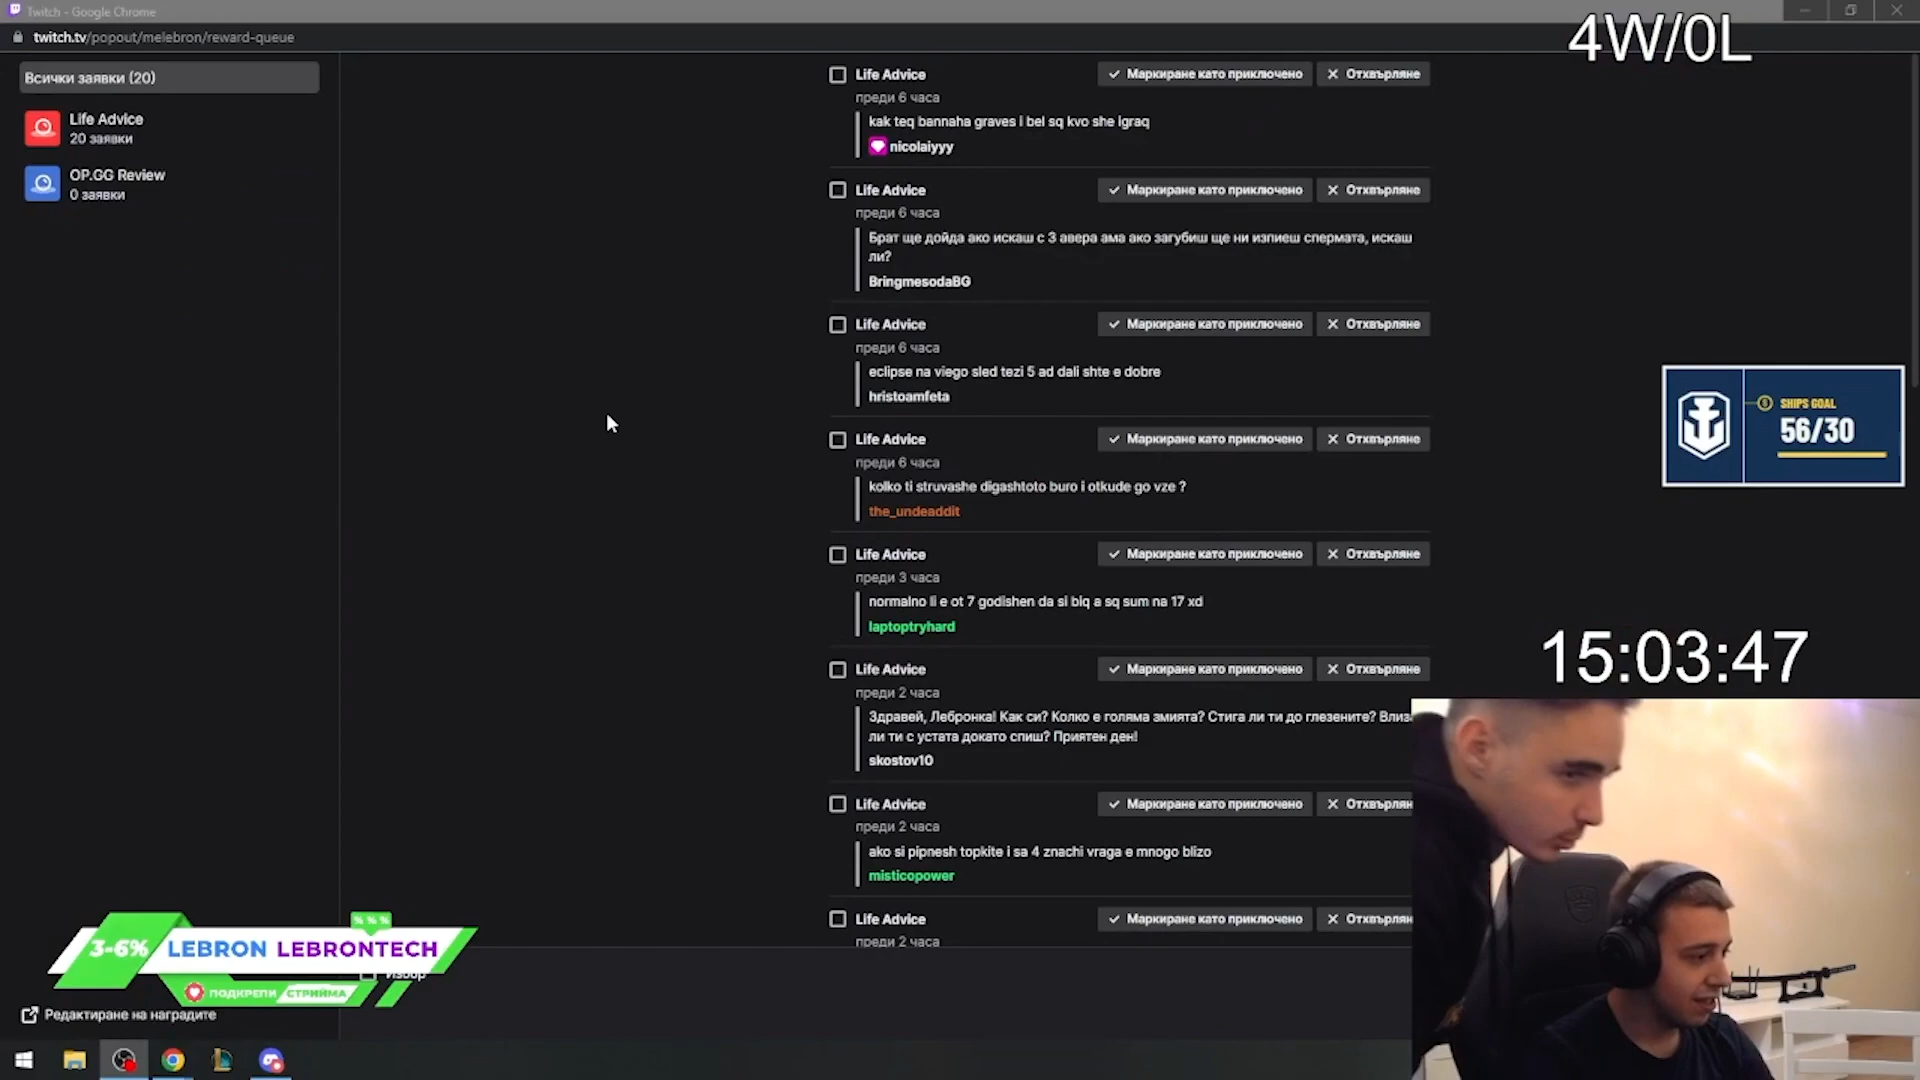 Twitch - Google Chrome
twitch.tv/popout/melebron/reward-queue
4W/0L
Всички заявки (20)
Life Advice
20 заявки
OP.GG Review
0 заявки
Life Advice
Маркиране като приключено
Отхвърляне
преди 6 часа
kak teq bannaha graves i bel sq kvo she igraq
nicolaiyyy
Life Advice
Маркиране като приключено
Отхвърляне
преди 6 часа
Брат ще дойда ако искаш с 3 авера ама ако загубиш ще ни изпиеш спермата, искаш
ли?
BringmesodaBG
Life Advice
Маркиране като приключено
Отхвърляне
преди 6 часа
eclipse na viego sled tezi 5 ad dali shte e dobre
hristoamfeta
Life Advice
Маркиране като приключено
Отхвърляне
преди 6 часа
kolko ti struvashe digashtoto buro i otkude go vze ?
the_undeaddit
Life Advice
Маркиране като приключено
Отхвърляне
преди 3 часа
normalno li e ot 7 godishen da si biq a sq sum na 17 xd
laptoptryhard
Life Advice
Маркиране като приключено
Отхвърляне
преди 2 часа
Здравей, Лебронка! Как си? Колко е голяма змията? Стига ли ти до глезените? Влиз
ли ти с устата докато спиш? Приятен ден!
skostov10
Life Advice
Маркиране като приключено
Отхвърлян
преди 2 часа
ako si pipnesh topkite i sa 4 znachi vraga e mnogo blizo
misticopower
Life Advice
Маркиране като приключено
Отхвърлян
преди 2 часа
SHIPS GOAL
56/30
15:03:47
% % %
3-6% LEBRON LEBRONTECH
Избор
ПОДКРЕПИ СТРИЙМА
Редактиране на наградите